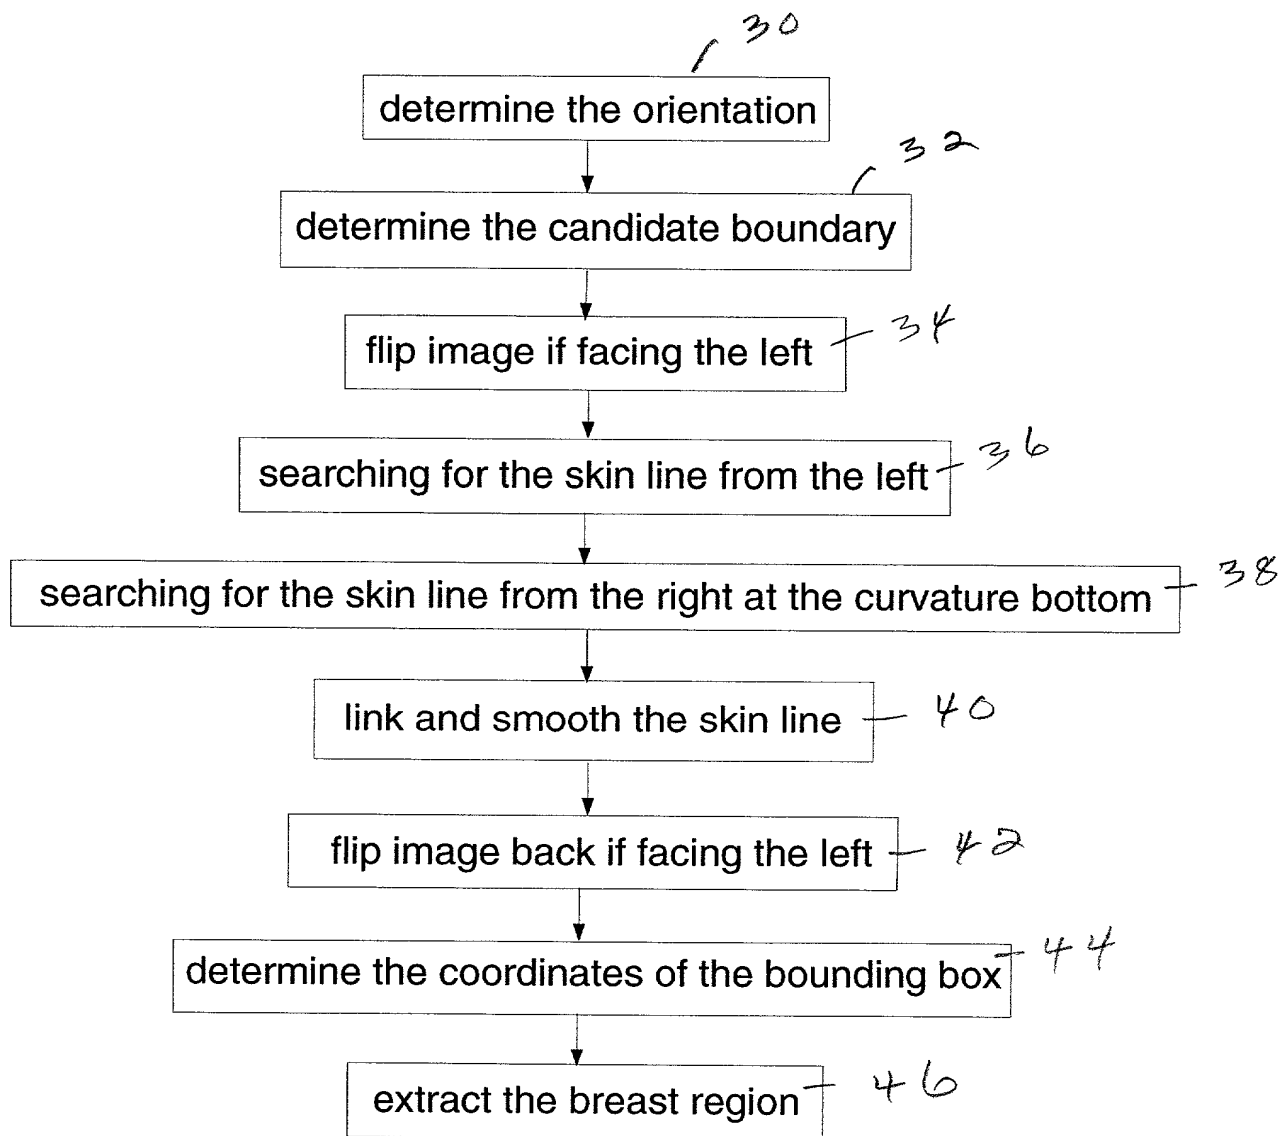 30
determine the orientation
32
determine the candidate boundary
flip image if facing the left 34
searching for the skin line from the left 36
searching for the skin line from the right at the curvature bottom 38
link and smooth the skin line 40
flip image back if facing the left 42
determine the coordinates of the bounding box 44
extract the breast region 46